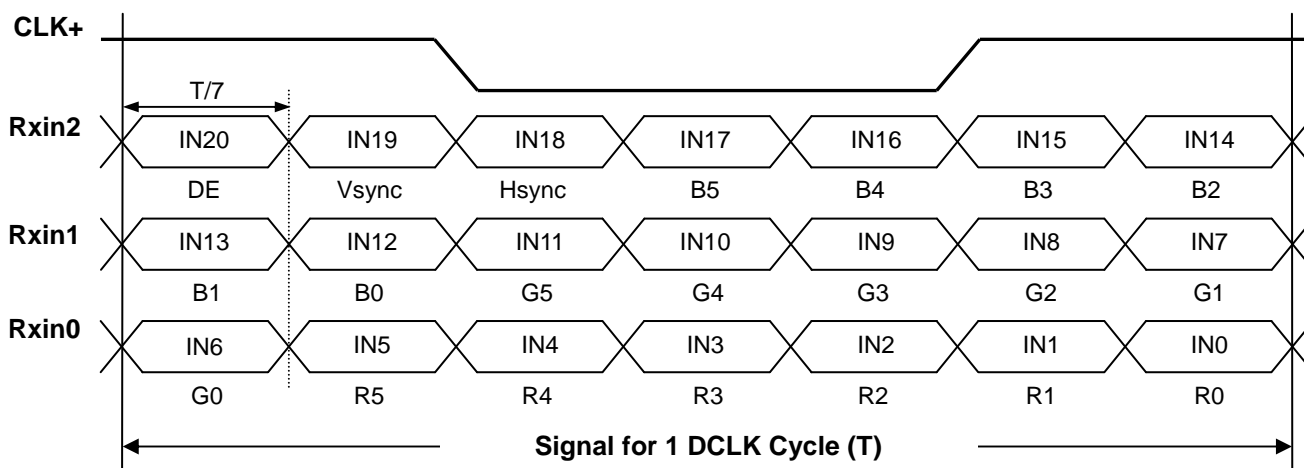 CLK+
T/7
Rxin2 IN20 IN19 IN18 IN17 IN16 IN15 IN14
DE Vsync Hsync B5 B4 B3 B2
Rxin1 IN13 IN12 IN11 IN10 IN9 IN8 IN7
B1 B0 G5 G4 G3 G2 G1
Rxin0 IN6 IN5 IN4 IN3 IN2 IN1 IN0
G0 R5 R4 R3 R2 R1 R0
Signal for 1 DCLK Cycle (T)